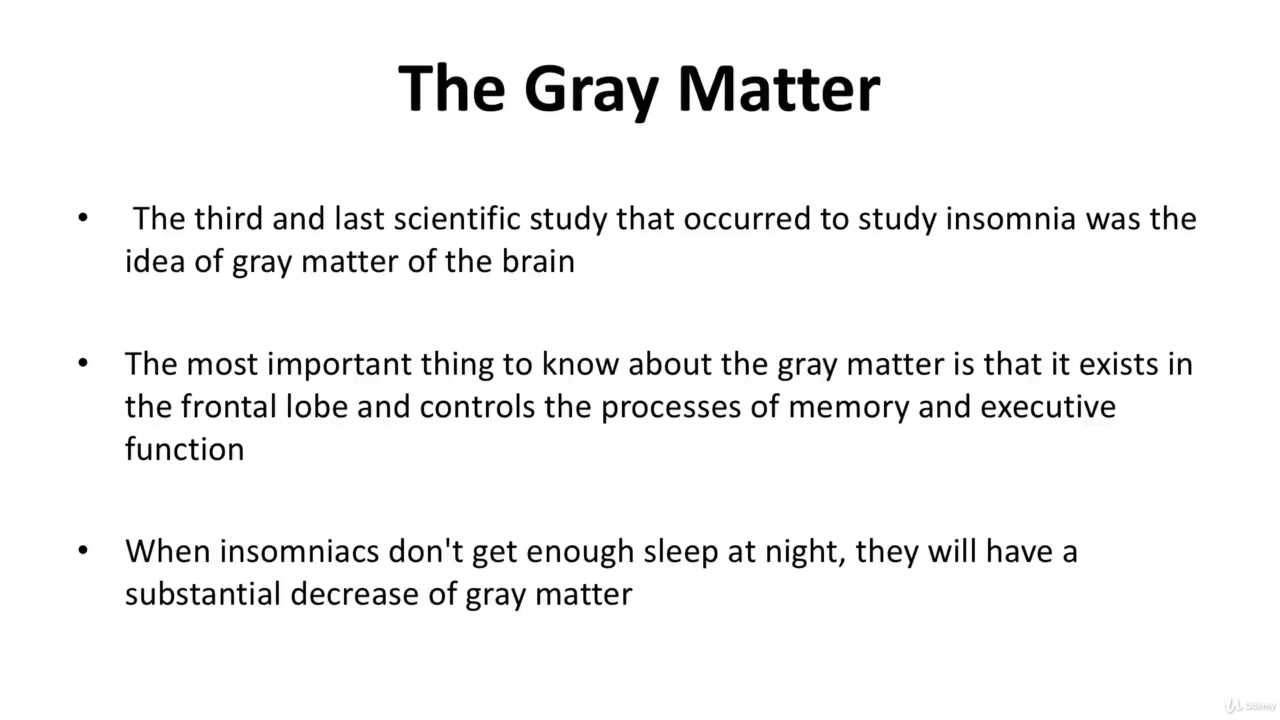 The Gray Matter
• The third and last scientific study that occurred to study insomnia was the
idea of gray matter of the brain
• The most important thing to know about the gray matter is that it exists in
the frontal lobe and controls the processes of memory and executive
function
• When insomniacs don't get enough sleep at night, they will have a
substantial decrease of gray matter
Udemy